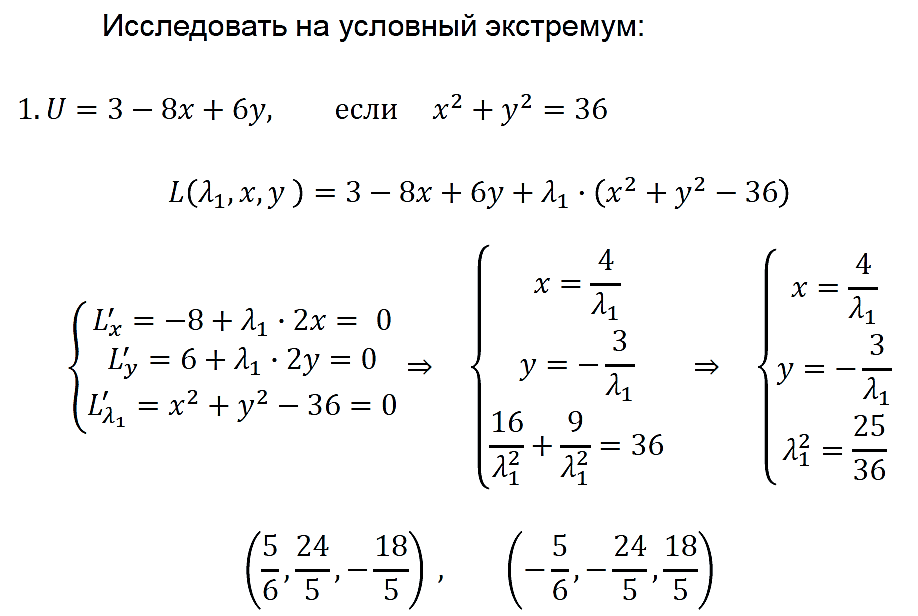 Исследовать на условный экстремум:
1. U = 3 − 8x + 6y, если x² + y² = 36
L(λ₁, x, y ) = 3 − 8x + 6y + λ₁ · (x² + y² − 36)
{ L′ₓ = −8 + λ₁ · 2x = 0
L′ᵧ = 6 + λ₁ · 2y = 0
L′_λ₁ = x² + y² − 36 = 0
⇒
{ x = 4/λ₁
y = − 3/λ₁
16/λ₁² + 9/λ₁² = 36
⇒
{ x = 4/λ₁
y = − 3/λ₁
λ₁² = 25/36
(5/6, 24/5, − 18/5) , (− 5/6, − 24/5, 18/5)